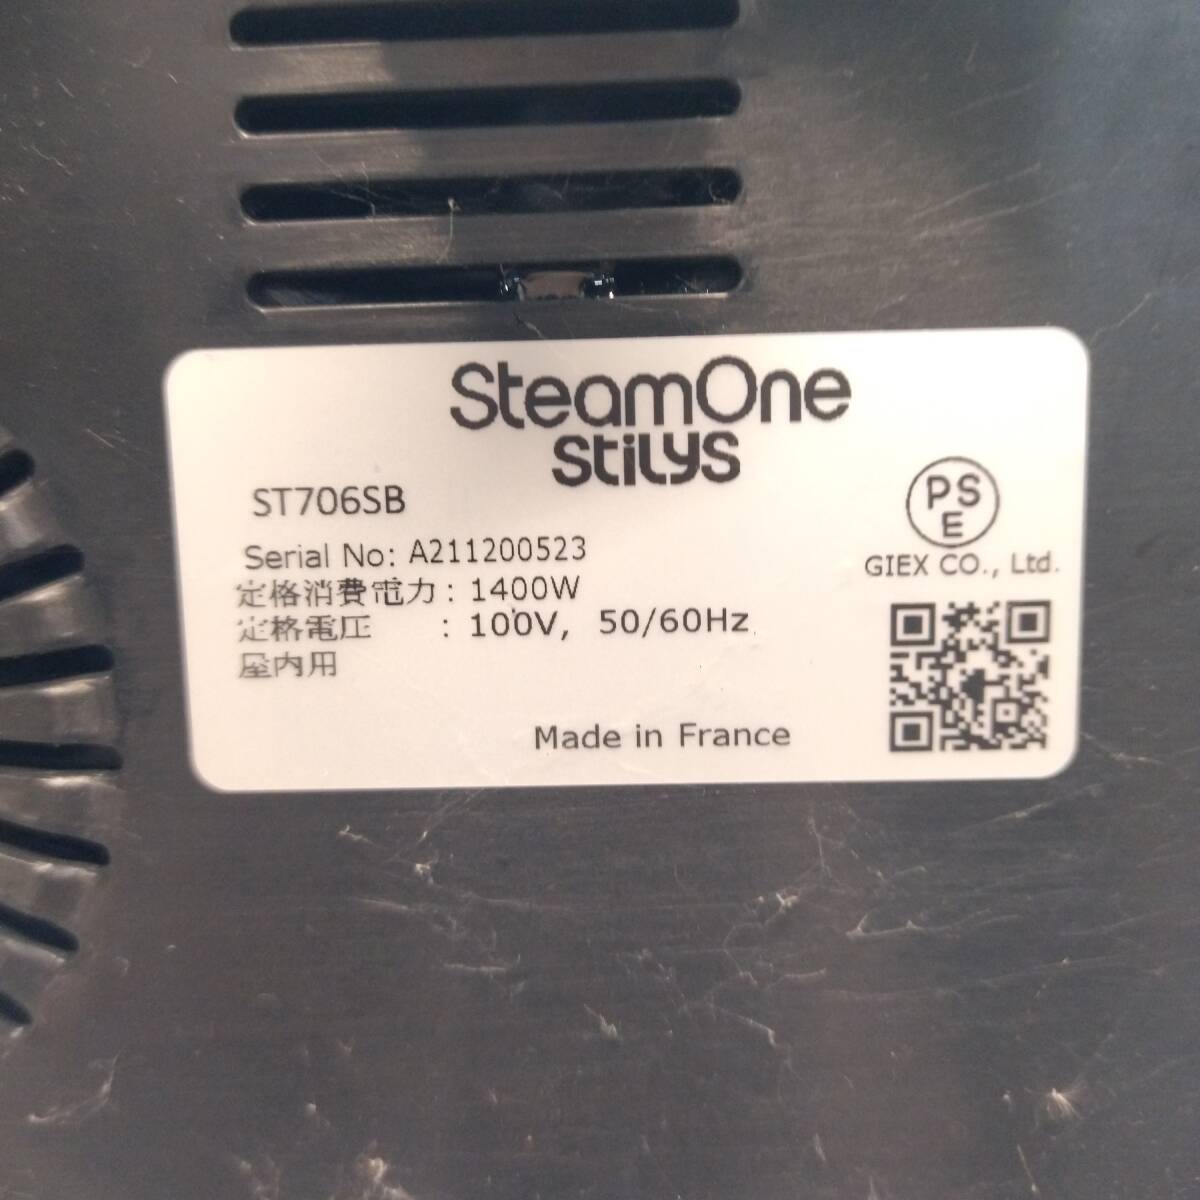 SteamOne
Stilys
ST706SB
Serial No: A211200523
定格消費電力: 1400W
定格電圧 : 100V, 50/60Hz
屋内用
Made in France
PSE
GIEX CO., Ltd.